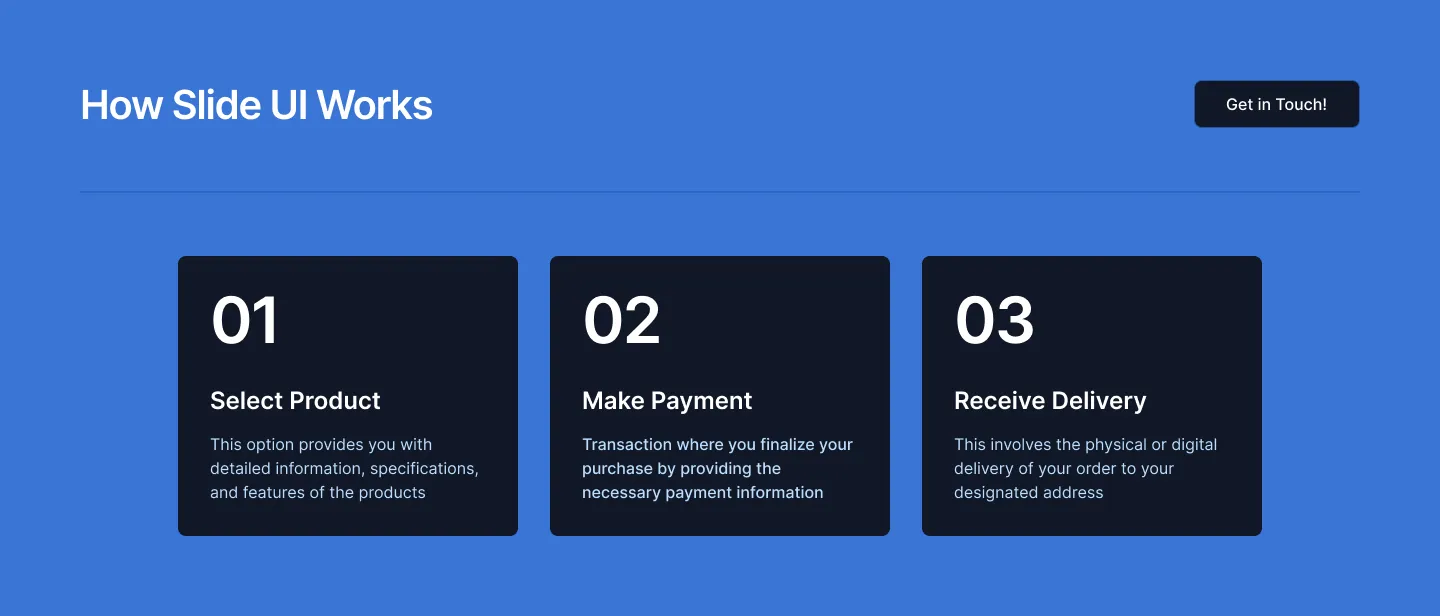 How Slide UI Works
Get in Touch!
01
Select Product
This option provides you with
detailed information, specifications,
and features of the products
02
Make Payment
Transaction where you finalize your
purchase by providing the
necessary payment information
03
Receive Delivery
This involves the physical or digital
delivery of your order to your
designated address